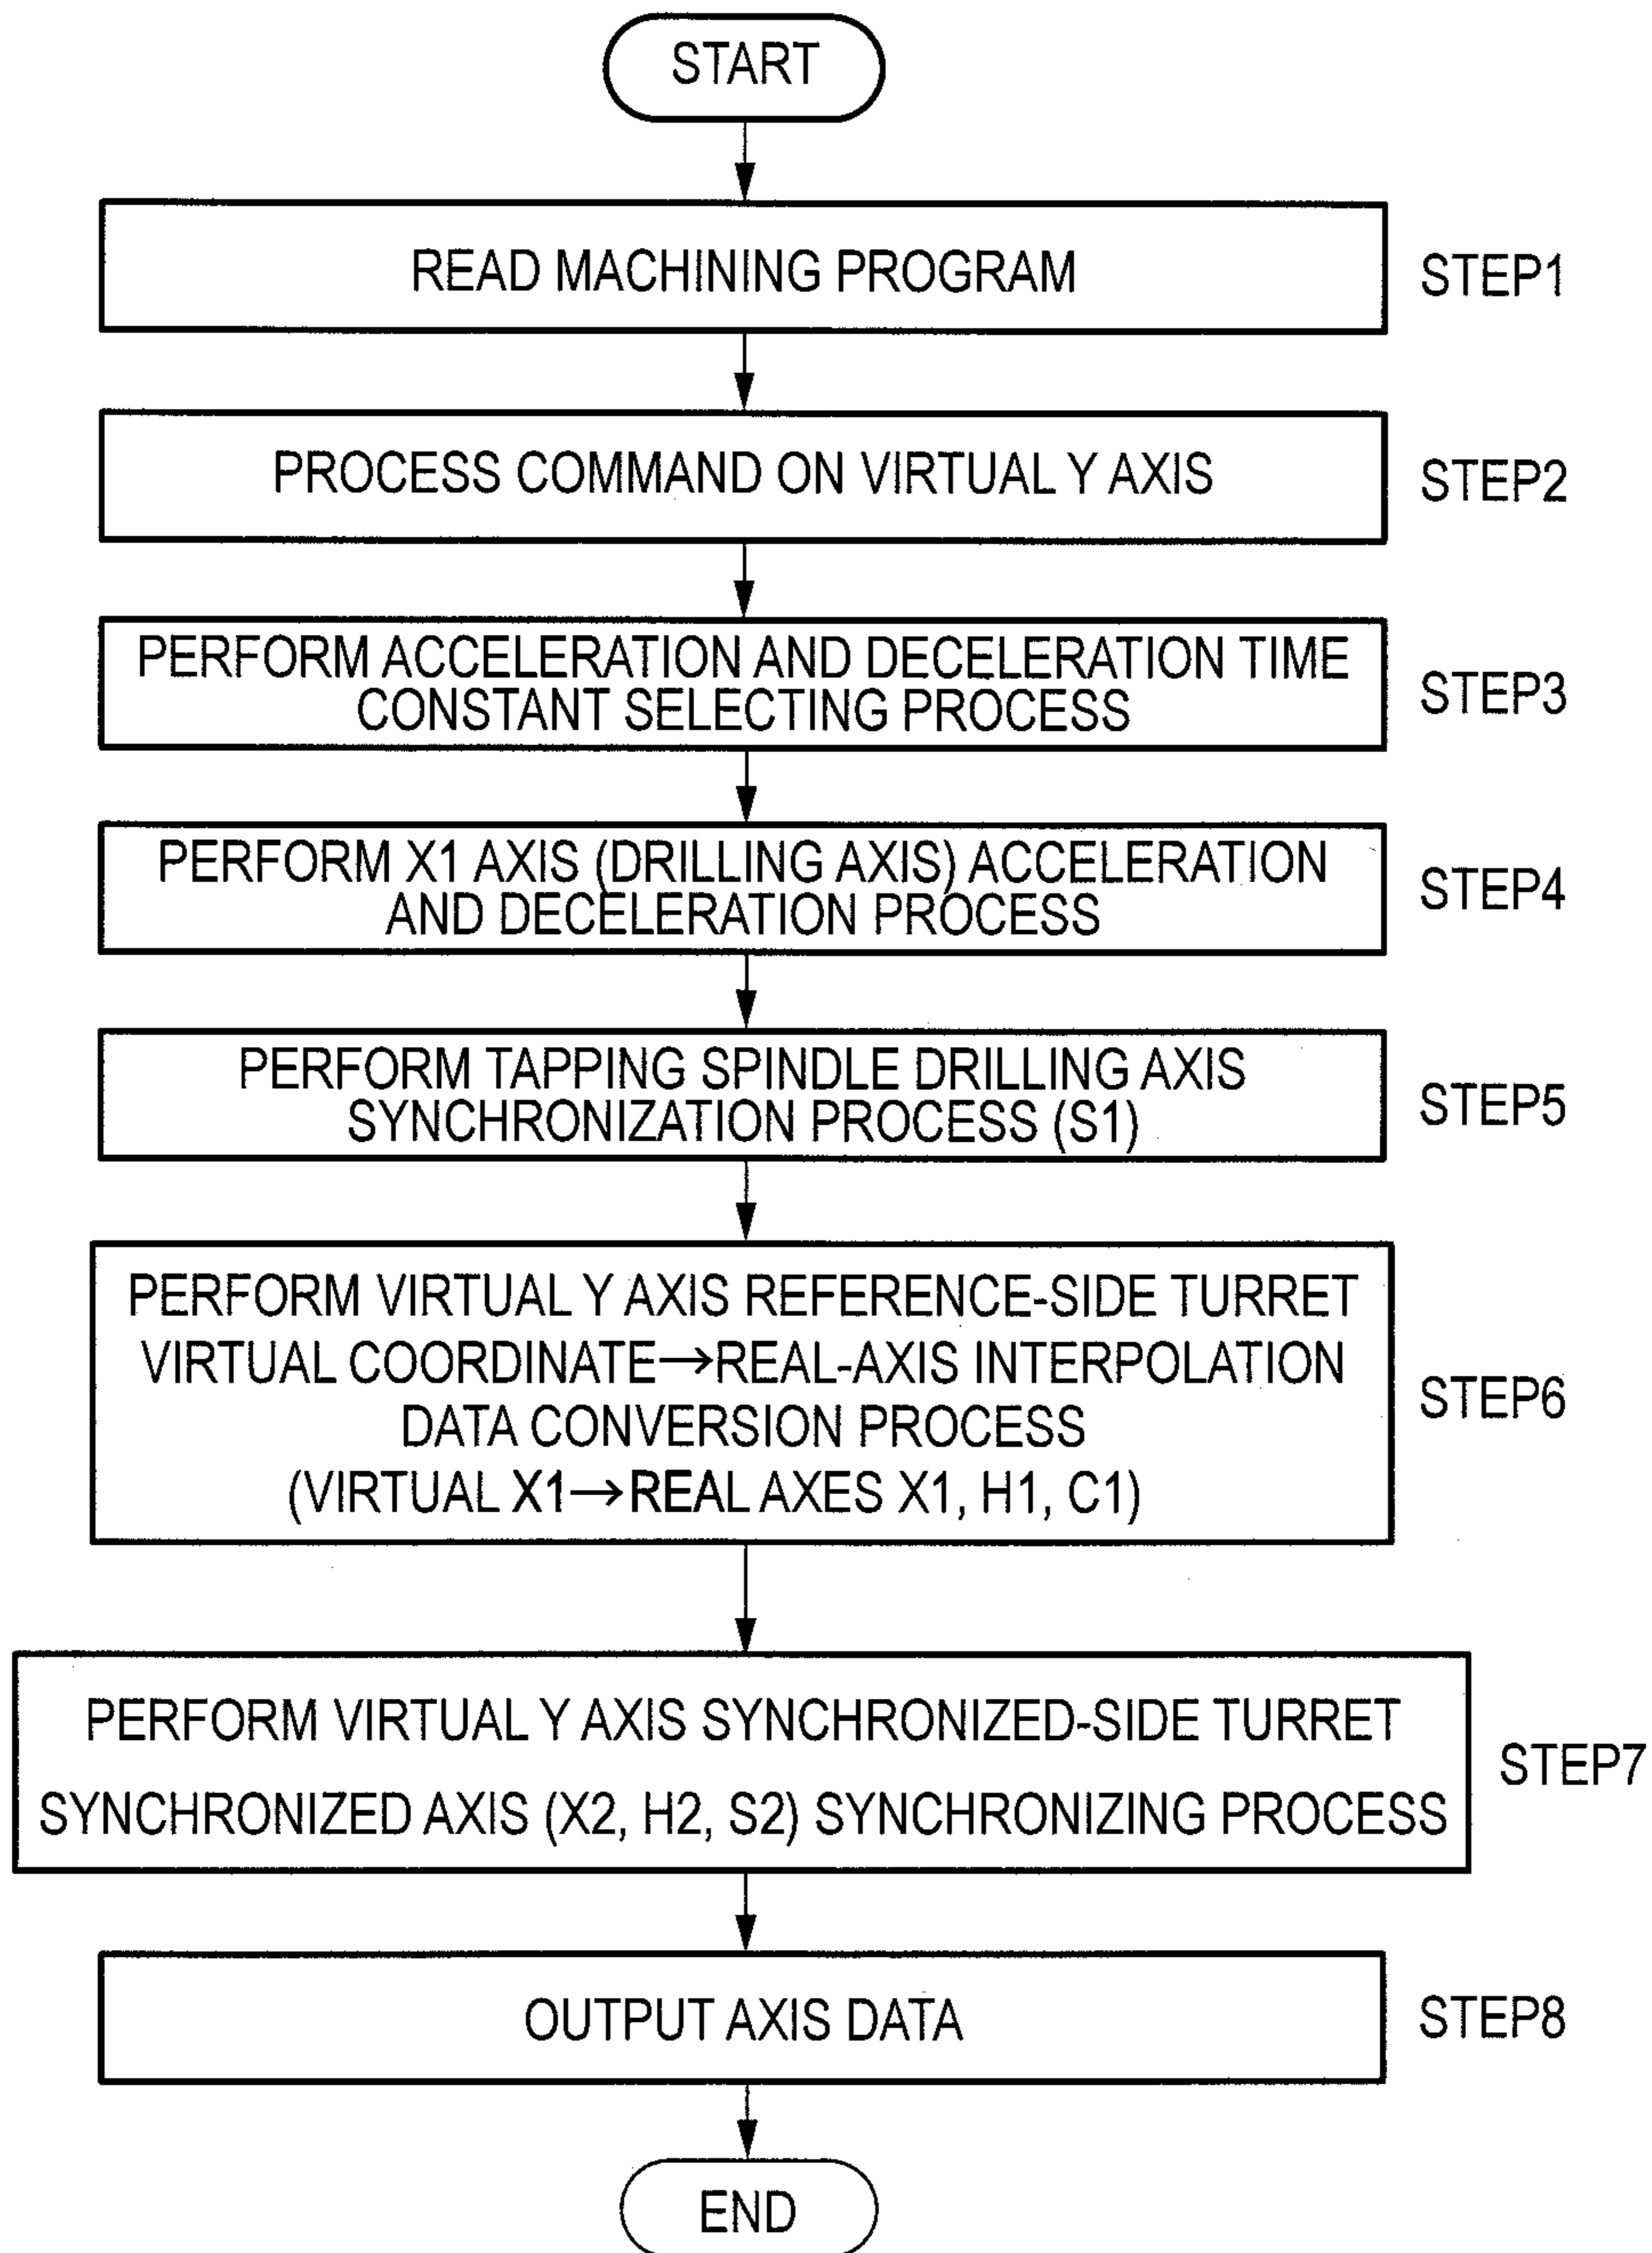 START
READ MACHINING PROGRAM
STEP1
PROCESS COMMAND ON VIRTUAL Y AXIS
STEP2
PERFORM ACCELERATION AND DECELERATION TIME
CONSTANT SELECTING PROCESS
STEP3
PERFORM X1 AXIS (DRILLING AXIS) ACCELERATION
AND DECELERATION PROCESS
STEP4
PERFORM TAPPING SPINDLE DRILLING AXIS
SYNCHRONIZATION PROCESS (S1)
STEP5
PERFORM VIRTUAL Y AXIS REFERENCE-SIDE TURRET
VIRTUAL COORDINATE→REAL-AXIS INTERPOLATION
DATA CONVERSION PROCESS
(VIRTUAL X1→REAL AXES X1, H1, C1)
STEP6
PERFORM VIRTUAL Y AXIS SYNCHRONIZED-SIDE TURRET
SYNCHRONIZED AXIS (X2, H2, S2) SYNCHRONIZING PROCESS
STEP7
OUTPUT AXIS DATA
STEP8
END